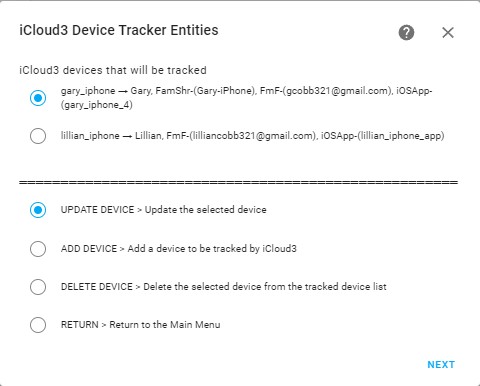 iCloud3 Device Tracker Entities
iCloud3 devices that will be tracked
gary_iphone → Gary, FamShr-(Gary-iPhone), FmF-(gcobb321@gmail.com), iOSApp-
(gary_iphone_4)
lillian_iphone → Lillian, FmF-(lilliancobb321@gmail.com), iOSApp-(lillian_iphone_app)
UPDATE DEVICE > Update the selected device
ADD DEVICE > Add a device to be tracked by iCloud3
DELETE DEVICE > Delete the selected device from the tracked device list
RETURN > Return to the Main Menu
NEXT